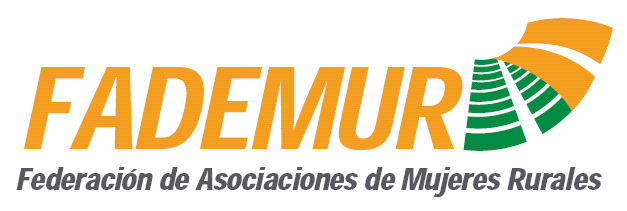 FADEMUR
Federación de Asociaciones de Mujeres Rurales